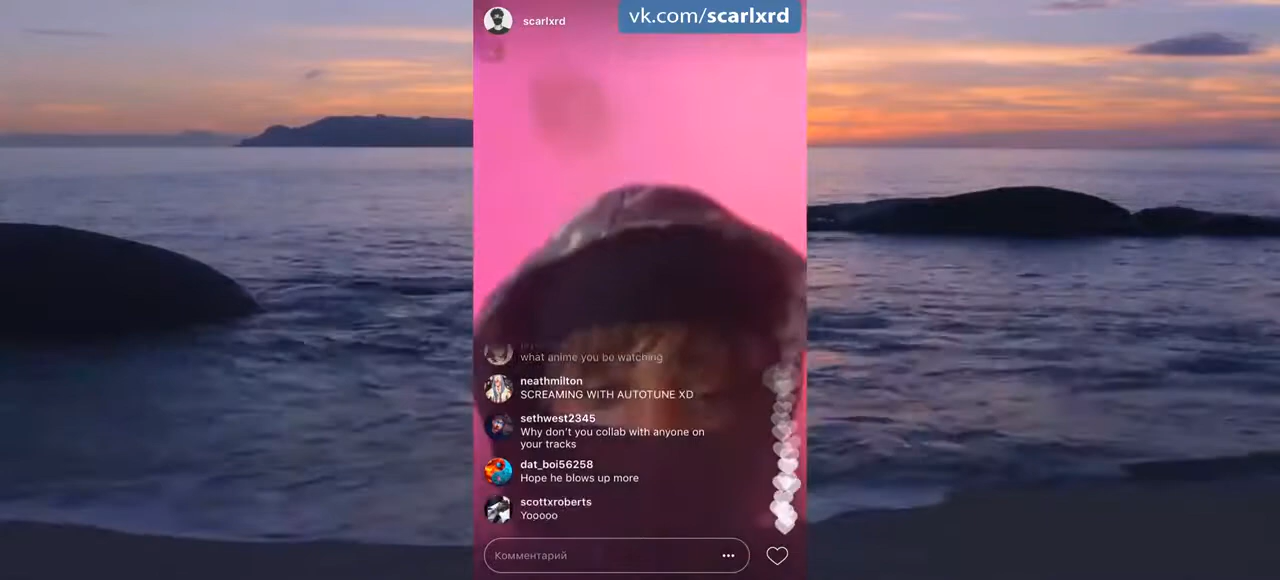 scarlxrd
vk.com/scarlxrd
what anime you be watching
neathmilton
SCREAMING WITH AUTOTUNE XD
sethwest2345
Why don't you collab with anyone on
your tracks
dat_boi56258
Hope he blows up more
scottxroberts
Yooooo
Комментарий